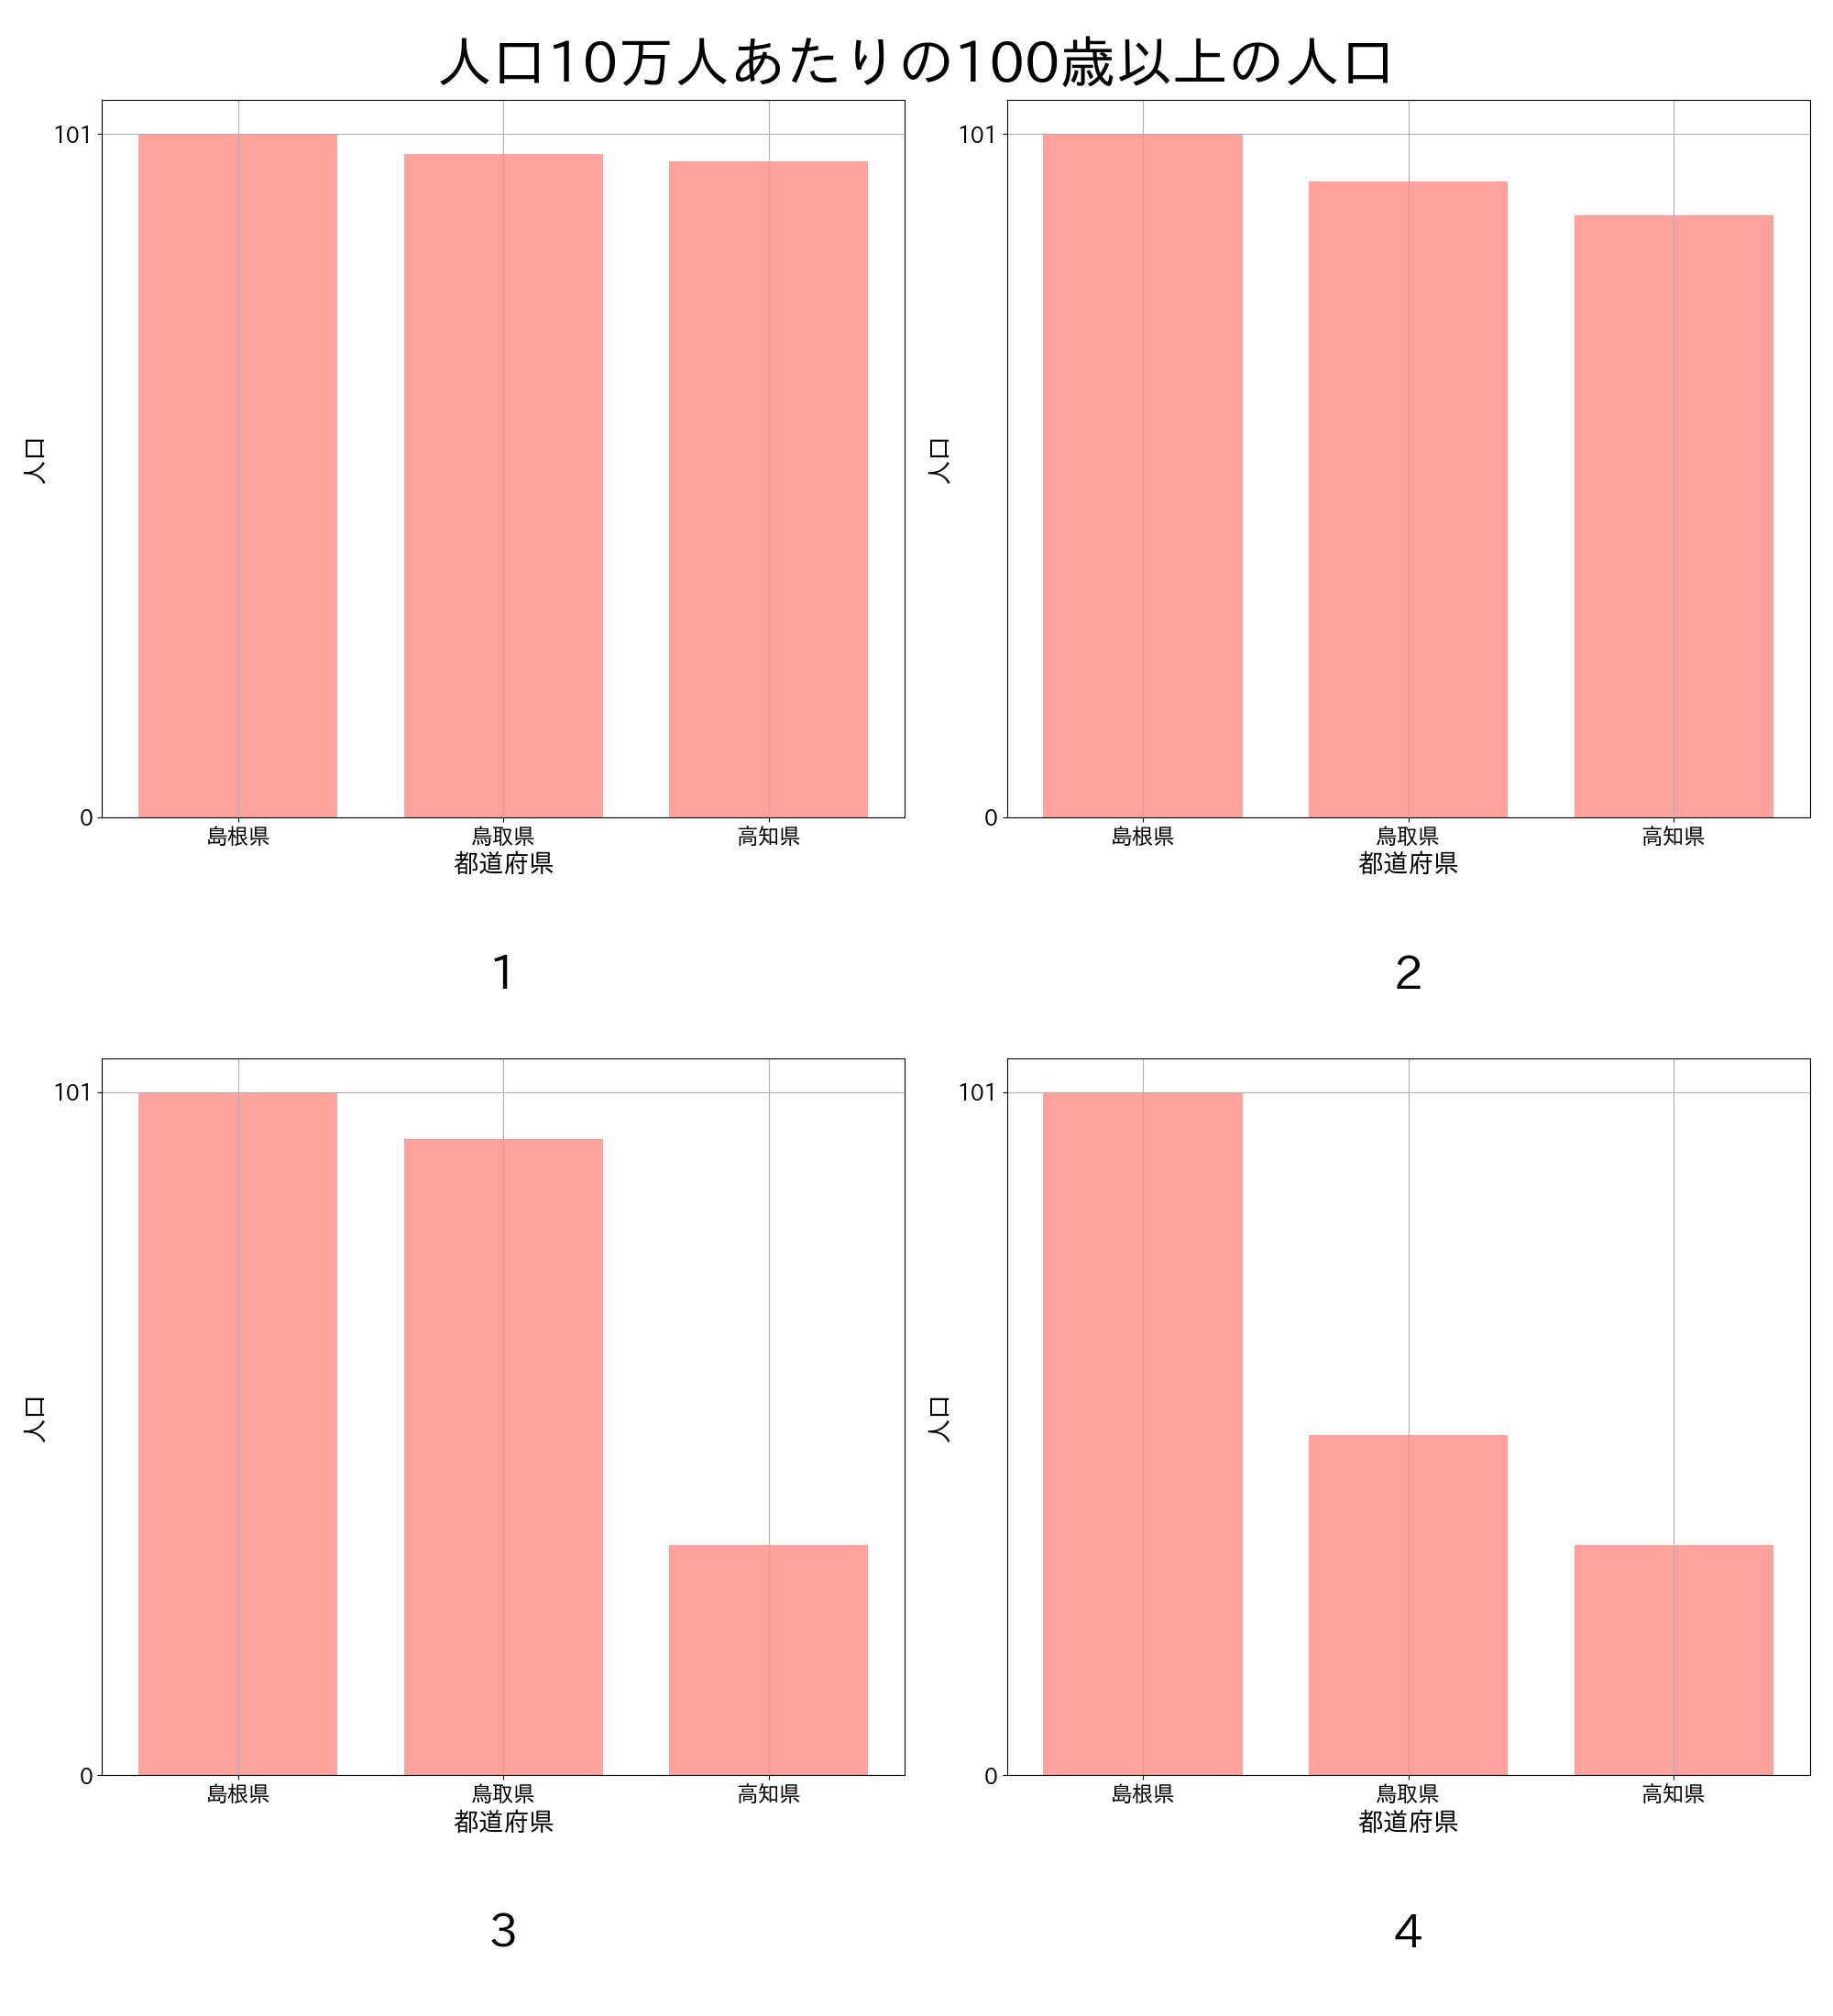 人口10万人あたりの100歳以上の人口
101
0
人口
島根県 鳥取県 高知県
都道府県
1
101
0
人口
島根県 鳥取県 高知県
都道府県
2
101
0
人口
島根県 鳥取県 高知県
都道府県
3
101
0
人口
島根県 鳥取県 高知県
都道府県
4